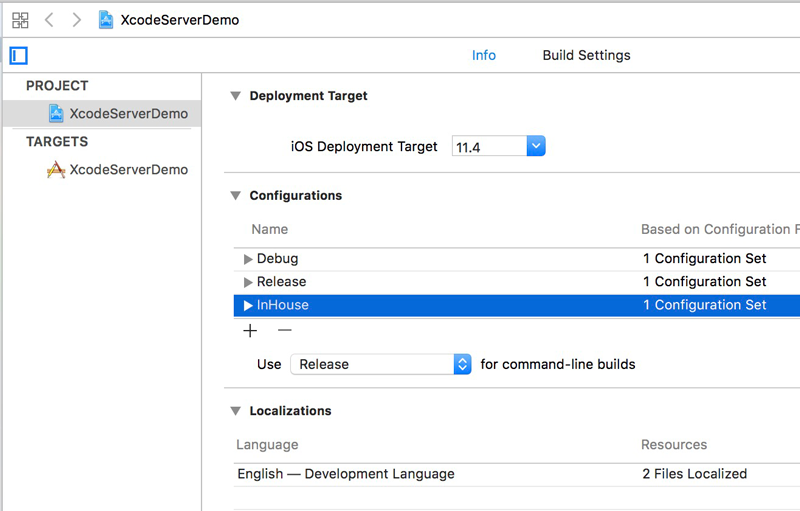 XcodeServerDemo
Info Build Settings
PROJECT
XcodeServerDemo
TARGETS
XcodeServerDemo
Deployment Target
iOS Deployment Target 11.4
Configurations
Name Based on Configuration F
Debug 1 Configuration Set
Release 1 Configuration Set
InHouse 1 Configuration Set
Use Release for command-line builds
Localizations
Language Resources
English — Development Language 2 Files Localized